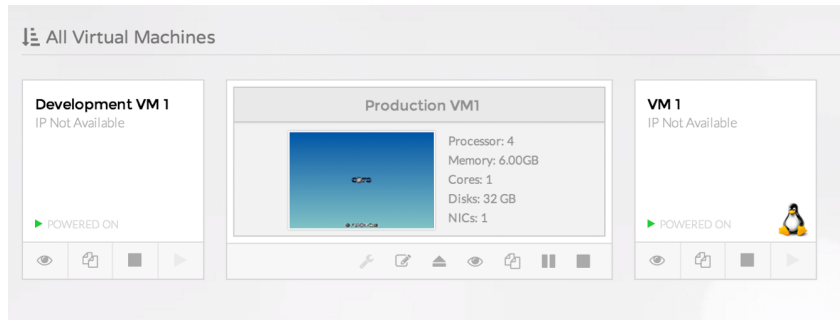 All Virtual Machines
Development VM 1
IP Not Available
POWERED ON
Production VM1
Processor: 4
Memory: 6.00GB
Cores: 1
Disks: 32 GB
NICs: 1
VM 1
IP Not Available
POWERED ON